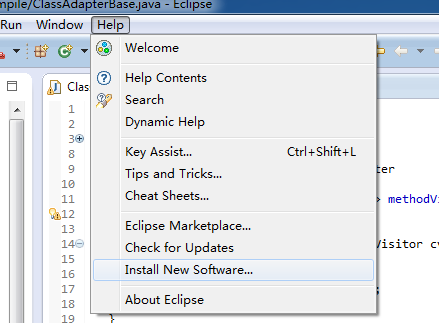 mpile/ClassAdapterBase.java - Eclipse
Run Window Help
Welcome
Help Contents
Search
Dynamic Help
Key Assist... Ctrl+Shift+L
Tips and Tricks...
Cheat Sheets...
Eclipse Marketplace...
Check for Updates
Install New Software...
About Eclipse
Clas
1
2
3
8
9
10 ter
11 > methodVi
12
13
14 Visitor cv
15
16
17 ;
18
19 }